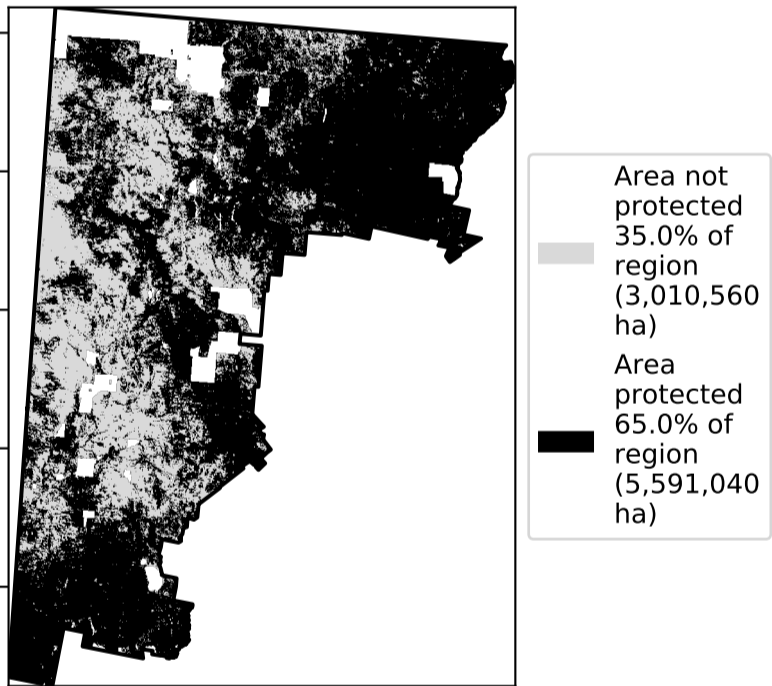 Area not
protected
35.0% of
region
(3,010,560
ha)
Area
protected
65.0% of
region
(5,591,040
ha)